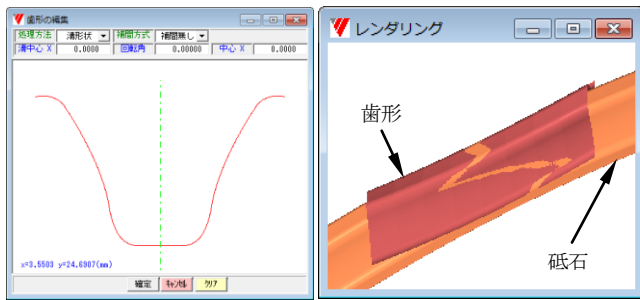 歯形の編集
処理方法 溝形状 補間方式 補間無し
溝中心 X 0.0000 回転角 0.00000 中心 X 0.0000
x=3.5503 y=24.6907(mm)
確定 ｷｬﾝｾﾙ ｸﾘｱ
レンダリング
歯形
砥石